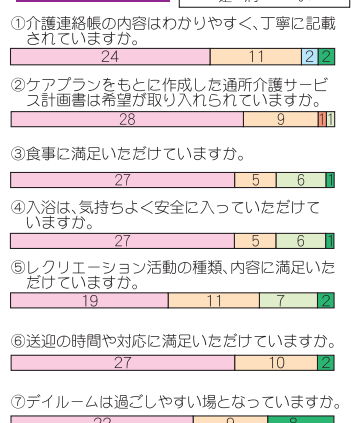 ①介護連絡帳の内容はわかりやすく、丁寧に記載
されていますか。
24 11 2 2
②ケアプランをもとに作成した通所介護サービ
ス計画書は希望が取り入れられていますか。
28 9 1 1
③食事に満足いただけていますか。
27 5 6 1
④入浴は、気持ちよく安全に入っていただけて
いますか。
27 5 6 1
⑤レクリエーション活動の種類、内容に満足いた
だけていますか。
19 11 7 2
⑥送迎の時間や対応に満足いただけていますか。
27 10 2
⑦デイルームは過ごしやすい場となっていますか。